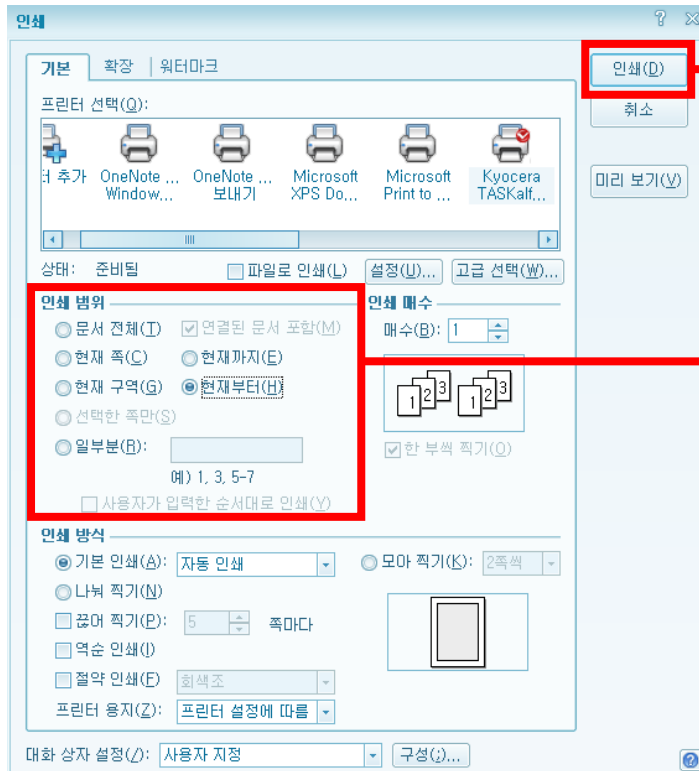 인쇄
기본 확장 워터마크
인쇄(D)
프린터 선택(Q):
취소
터 추가 OneNote ... OneNote ... Microsoft Microsoft Kyocera
Window... 보내기 XPS Do... Print to ... TASKalf...
미리 보기(V)
상태: 준비됨 파일로 인쇄(L) 설정(U)... 고급 선택(W)...
인쇄 범위 인쇄 매수
문서 전체(T) 연결된 문서 포함(M) 매수(B): 1
현재 쪽(C) 현재까지(E)
현재 구역(G) 현재부터(H)
1 2 3 1 2 3
선택한 쪽만(S)
일부분(R): 한 부씩 찍기(O)
예) 1, 3, 5-7
사용자가 입력한 순서대로 인쇄(Y)
인쇄 방식
기본 인쇄(A): 자동 인쇄 모아 찍기(K): 2쪽씩
나눠 찍기(N)
끊어 찍기(P): 5 쪽마다
역순 인쇄(I)
절약 인쇄(F) 회색조
프린터 용지(Z): 프린터 설정에 따름
대화 상자 설정(/): 사용자 지정 구성(;)...